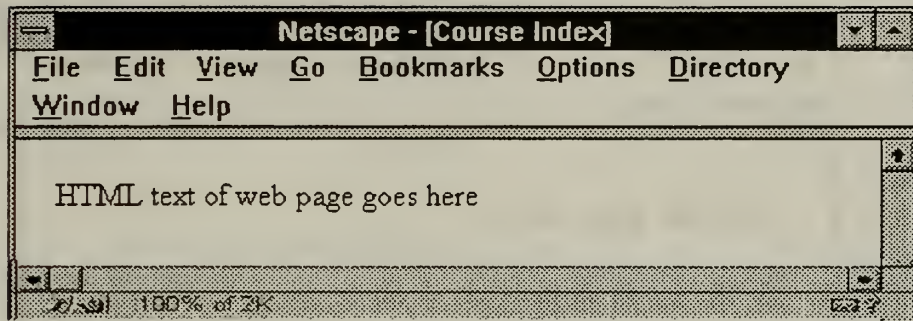 Netscape - [Course Index]
File Edit View Go Bookmarks Options Directory
Window Help
HTML text of web page goes here
100% of 2K